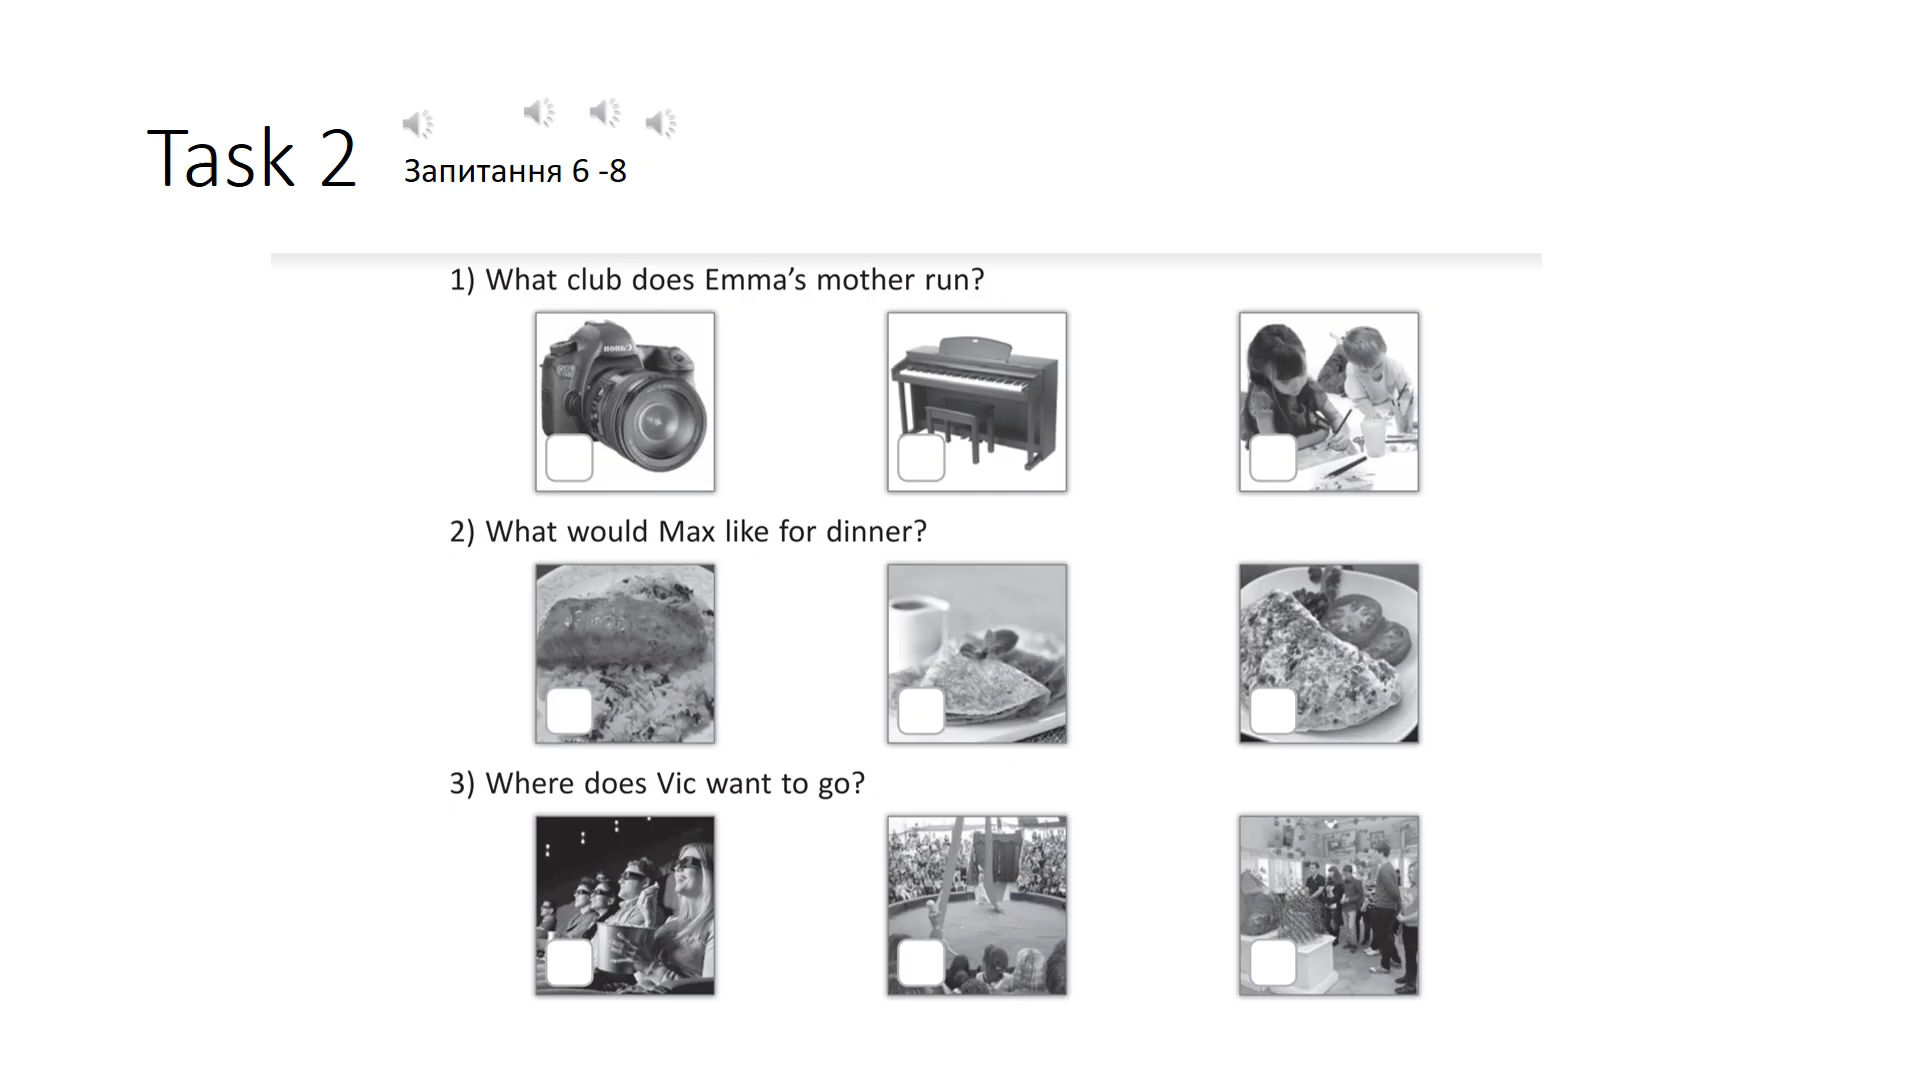 Task 2
Запитання 6 -8
1) What club does Emma’s mother run?
Canon
2) What would Max like for dinner?
3) Where does Vic want to go?